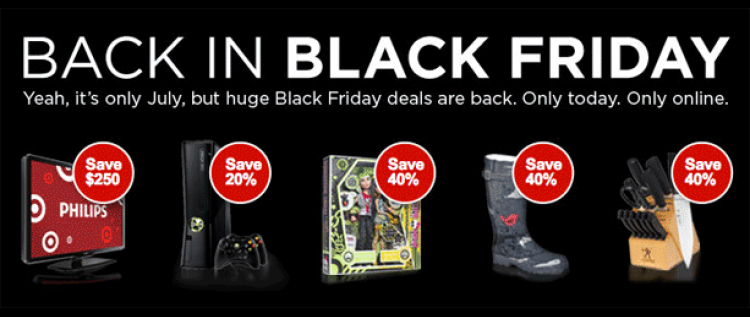 BACK IN BLACK FRIDAY
Yeah, it's only July, but huge Black Friday deals are back. Only today. Only online.
Save
$250
PHILIPS
Save
20%
Save
40%
Save
40%
Save
40%